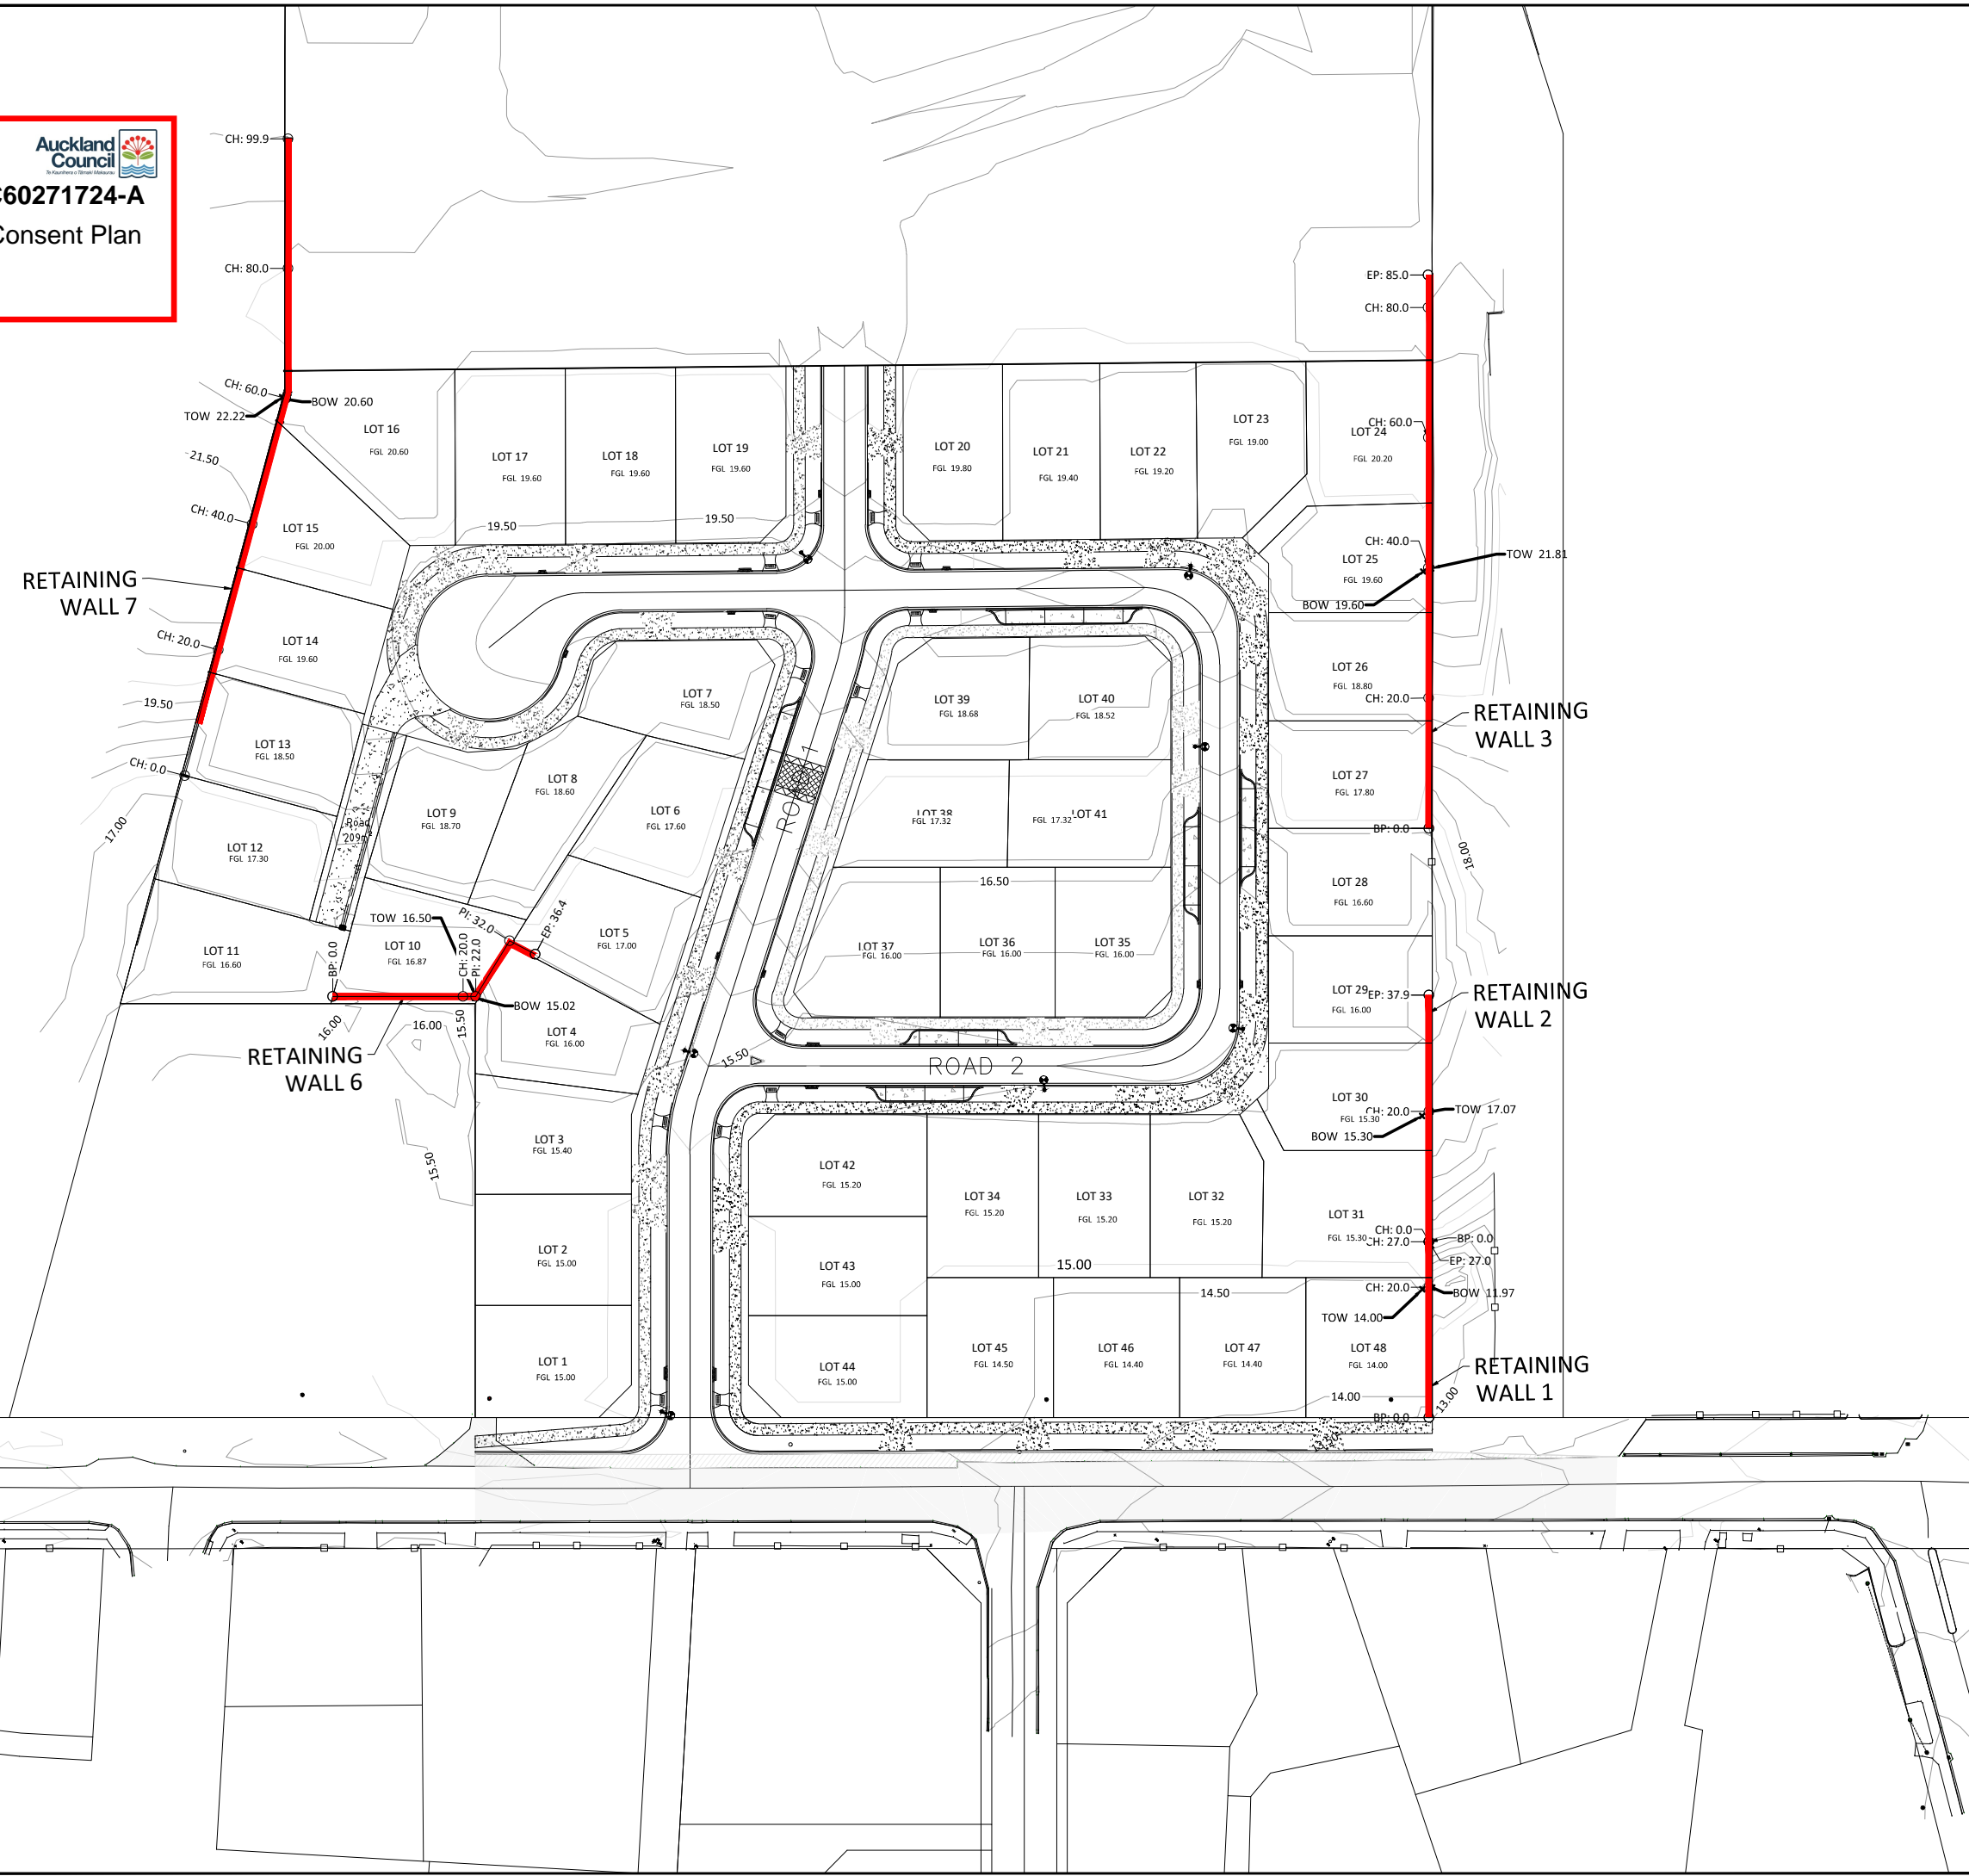 Auckland
Council
Te Kaunihera o Tāmaki Makaurau
C60271724-A
Consent Plan
CH: 99.9
CH: 80.0
CH: 60.0
TOW 22.22
BOW 20.60
21.50
CH: 40.0
RETAINING
WALL 7
CH: 20.0
19.50
CH: 0.0
17.00
EP: 85.0
CH: 80.0
LOT 16
FGL 20.60
LOT 17
FGL 19.60
LOT 18
FGL 19.60
LOT 19
FGL 19.60
19.50
19.50
LOT 20
FGL 19.80
LOT 21
FGL 19.40
LOT 22
FGL 19.20
LOT 23
FGL 19.00
CH: 60.0
LOT 24
FGL 20.20
LOT 15
FGL 20.00
CH: 40.0
LOT 25
FGL 19.60
TOW 21.81
BOW 19.60
LOT 14
FGL 19.60
LOT 7
FGL 18.50
LOT 39
FGL 18.68
LOT 40
FGL 18.52
LOT 26
FGL 18.80
CH: 20.0
RETAINING
WALL 3
LOT 13
FGL 18.50
LOT 8
FGL 18.60
LOT 27
FGL 17.80
LOT 9
FGL 18.70
LOT 6
FGL 17.60
LOT 38
FGL 17.32
LOT 41
FGL 17.32
BP: 0.0
18.00
Road
209m²
LOT 12
FGL 17.30
16.50
LOT 28
FGL 16.60
TOW 16.50
PI: 32.0
EP: 36.4
LOT 5
FGL 17.00
LOT 11
FGL 16.60
BP: 0.0
LOT 10
FGL 16.87
CH: 20.0
PI: 22.0
LOT 37
FGL 16.00
LOT 36
FGL 16.00
LOT 35
FGL 16.00
LOT 29
FGL 16.00
EP: 37.9
RETAINING
WALL 2
BOW 15.02
16.00
16.00
15.50
LOT 4
FGL 16.00
RETAINING
WALL 6
15.50
ROAD 2
LOT 30
FGL 15.30
CH: 20.0
TOW 17.07
BOW 15.30
LOT 3
FGL 15.40
15.50
LOT 42
FGL 15.20
LOT 34
FGL 15.20
LOT 33
FGL 15.20
LOT 32
FGL 15.20
LOT 31
FGL 15.30
CH: 0.0
CH: 27.0
BP: 0.0
EP: 27.0
LOT 2
FGL 15.00
LOT 43
FGL 15.00
15.00
14.50
CH: 20.0
BOW 11.97
TOW 14.00
LOT 1
FGL 15.00
LOT 44
FGL 15.00
LOT 45
FGL 14.50
LOT 46
FGL 14.40
LOT 47
FGL 14.40
LOT 48
FGL 14.00
RETAINING
WALL 1
14.00
BP: 0.0
13.00